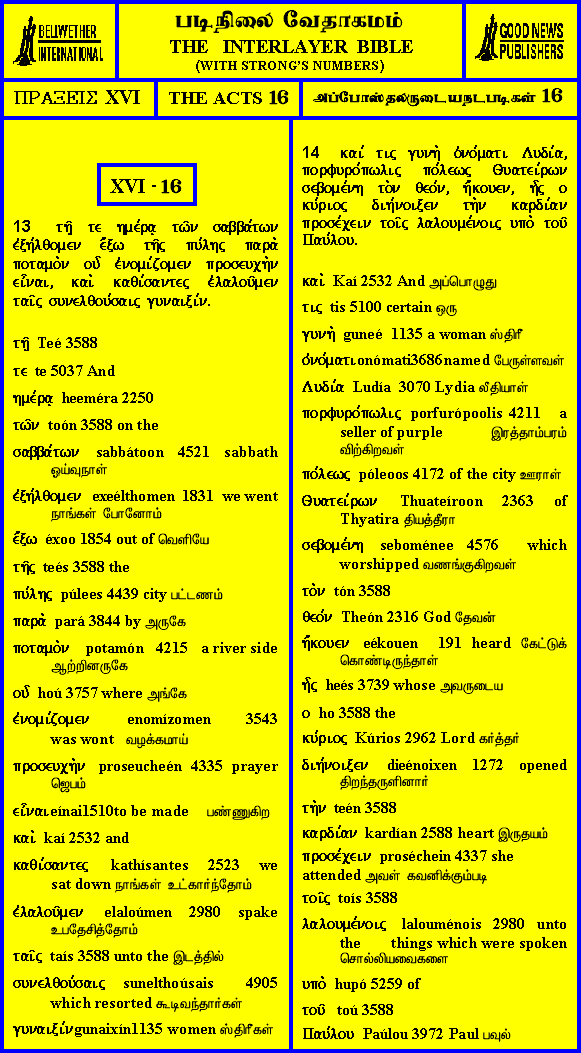 BELLWETHER
INTERNATIONAL
படிநிலை வேதாகமம்
THE INTERLAYER BIBLE
(WITH STRONG'S NUMBERS)
GOOD NEWS
PUBLISHERS
ΠΡΑΞΕΙΣ XVI
THE ACTS 16
அப்போஸ்தலருடையநடபடிகள் 16
XVI - 16
13 τῇ τε ημέρᾳ τῶν σαββάτων
ἐξήλθομεν ἔξω τῆς πύλης παρὰ
ποταμὸν οὗ ἐνομίζομεν προσευχὴν
εἶναι, καὶ καθίσαντες ἐλαλοῦμεν
ταῖς συνελθούσαις γυναιξίν.
τῇ Teé 3588
τε te 5037 And
ημέρᾳ heeméra 2250
τῶν toón 3588 on the
σαββάτων sabbátoon 4521 sabbath
ஓய்வுநாள்
ἐξήλθομεν exeélthomen 1831 we went
நாங்கள் போனோம்
ἔξω éxoo 1854 out of வெளியே
τῆς teés 3588 the
πύλης púlees 4439 city பட்டணம்
παρὰ pará 3844 by அருகே
ποταμὸν potamón 4215 a river side
ஆற்றினருகே
οὗ hoú 3757 where அங்கே
ἐνομίζομεν enomízomen 3543
was wont வழக்கமாய்
προσευχὴν proseucheén 4335 prayer
ஜெபம்
εἶναι eínai1510to be made பண்ணுகிற
καὶ kaí 2532 and
καθίσαντες kathísantes 2523 we
sat down நாங்கள் உட்கார்ந்தோம்
ἐλαλοῦμεν elaloúmen 2980 spake
உபதேசித்தோம்
ταῖς taís 3588 unto the இடத்தில்
συνελθούσαις sunelthoúsais 4905
which resorted கூடிவந்தார்கள்
γυναιξίν gunaixín1135 women ஸ்திரீகள்
14 καί τις γυνὴ ὀνόματι Λυδία,
πορφυρόπωλις πόλεως Θυατείρων
σεβομένη τὸν θεόν, ἤκουεν, ἧς ο
κύριος διήνοιξεν τὴν καρδίαν
προσέχειν τοῖς λαλουμένοις υπὸ τοῦ
Παύλου.
καὶ Kaí 2532 And அப்பொழுது
τις tis 5100 certain ஒரு
γυνὴ guneé 1135 a woman ஸ்திரீ
ὀνόματι onómati3686named பேருள்ளவள்
Λυδία Ludía 3070 Lydia லீதியாள்
πορφυρόπωλις porfurópoolis 4211 a
seller of purple இரத்தாம்பரம்
விற்கிறவள்
πόλεως póleoos 4172 of the city ஊராள்
Θυατείρων Thuateíroon 2363 of
Thyatira தியத்தீரா
σεβομένη seboménee 4576 which
worshipped வணங்குகிறவள்
τὸν tón 3588
θεόν Theón 2316 God தேவன்
ἤκουεν eékouen 191 heard கேட்டுக்
கொண்டிருந்தாள்
ἧς heés 3739 whose அவருடைய
ο ho 3588 the
κύριος Kúrios 2962 Lord கர்த்தர்
διήνοιξεν dieénoixen 1272 opened
திறந்தருளினார்
τὴν teén 3588
καρδίαν kardían 2588 heart இருதயம்
προσέχειν proséchein 4337 she
attended அவள் கவனிக்கும்படி
τοῖς toís 3588
λαλουμένοις lalouménois 2980 unto
the things which were spoken
சொல்லியவைகளை
υπὸ hupó 5259 of
τοῦ toú 3588
Παύλου Paúlou 3972 Paul பவுல்